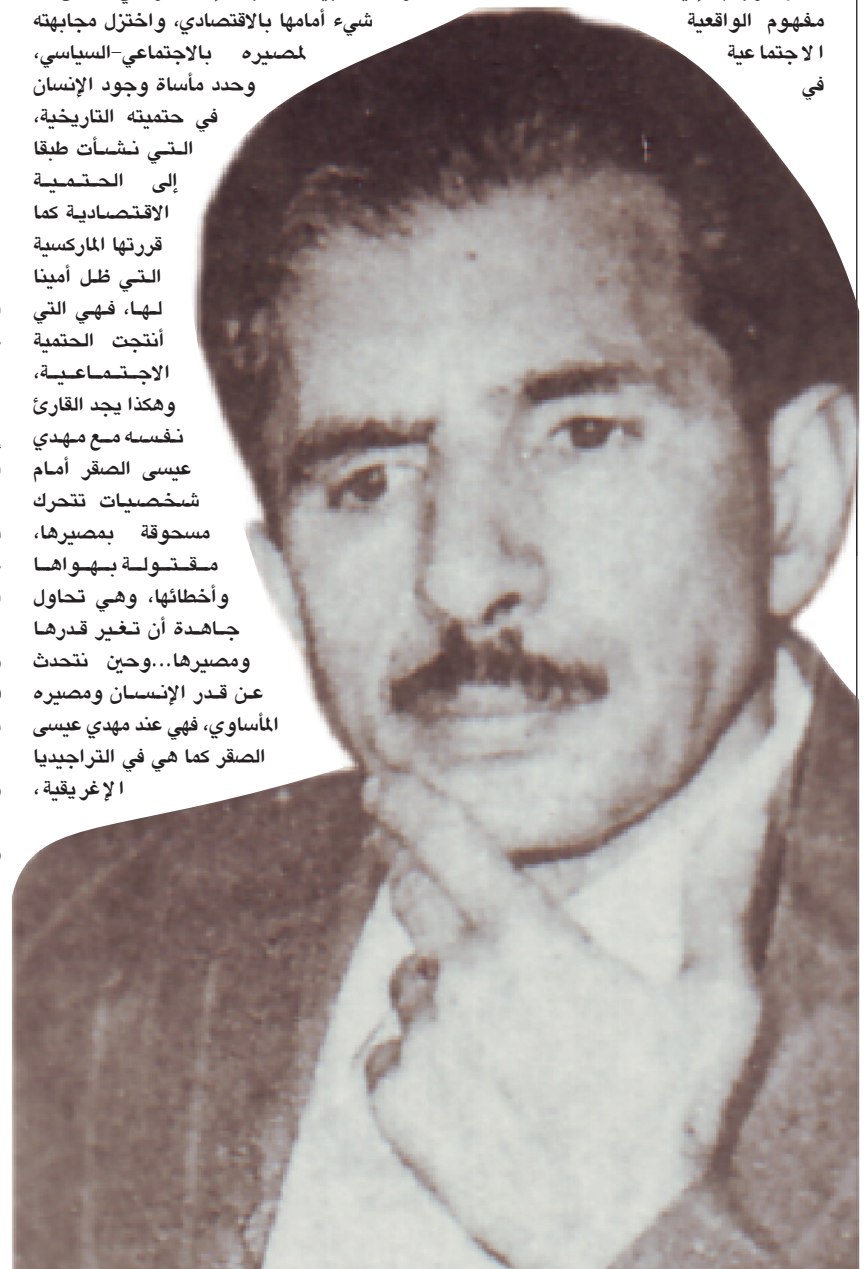 مفهوم الواقعية
الاجتماعية
في
شيء أمامها بالاقتصادي، واختزل مجابهته
لمصيره بالاجتماعي-السياسي،
وحدد مأساة وجود الإنسان
في حتميته التاريخية،
التي نشأت طبقا
إلى الحتمية
الاقتصادية كما
قررتها الماركسية
التي ظل أمينا
لها، فهي التي
أنتجت الحتمية
الاجتماعية،
وهكذا يجد القارئ
نفسه مع مهدي
عيسى الصقر أمام
شخصيات تتحرك
مسحوقة بمصيرها،
مقتولة بهواها
وأخطائها، وهي تحاول
جاهدة أن تغير قدرها
ومصيرها...وحين نتحدث
عن قدر الإنسان ومصيره
المأساوي، فهي عند مهدي عيسى
الصقر كما هي في التراجيديا
الإغريقية،